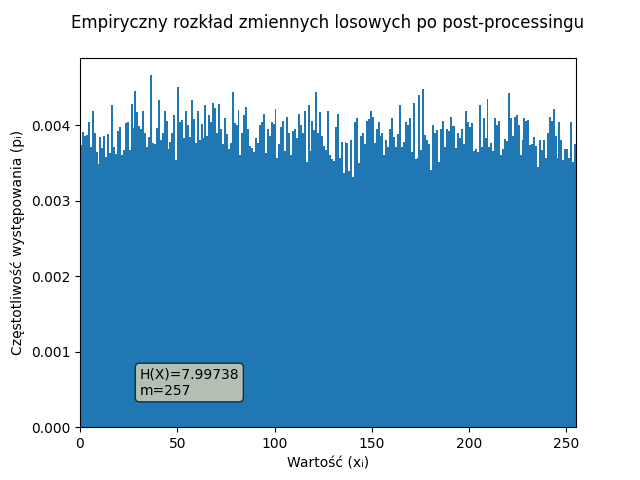 Empiryczny rozkład zmiennych losowych po post-processingu
Częstotliwość występowania (pᵢ)
0.004
0.003
0.002
0.001
0.000
H(X)=7.99738
m=257
0 50 100 150 200 250
Wartość (xᵢ)